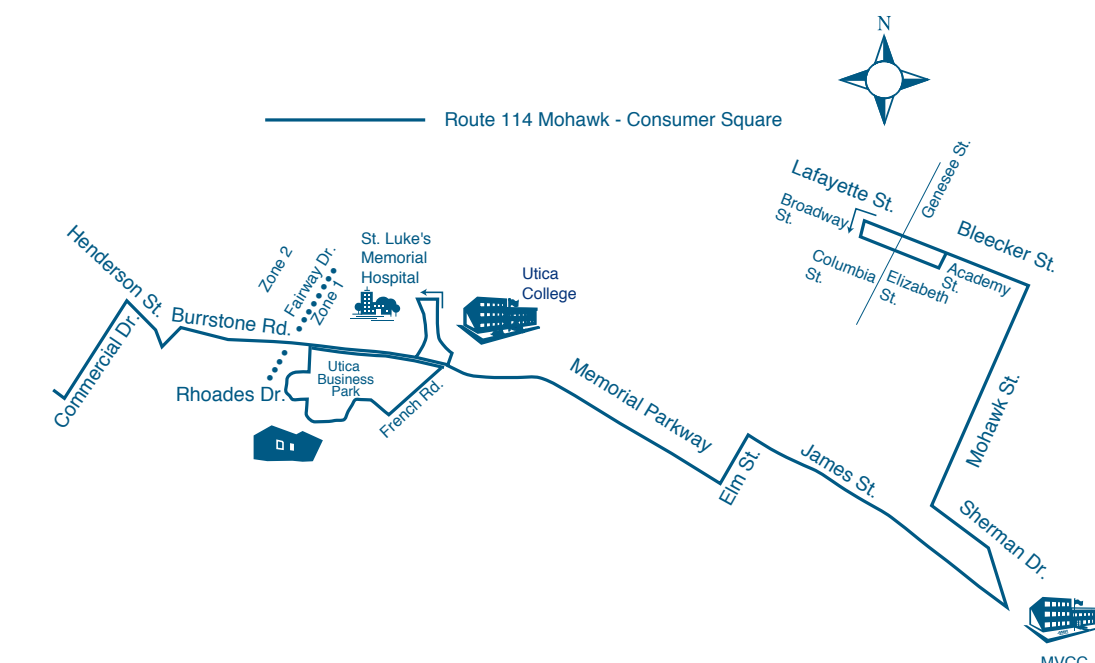 N
Route 114 Mohawk - Consumer Square
Genesee St.
Lafayette St.
Broadway
St.
Bleecker St.
Columbia
St.
Elizabeth
St.
Academy
St.
Henderson St.
Zone 2
Fairway Dr.
Zone 1
St. Luke's
Memorial
Hospital
Utica
College
Burrstone Rd.
Commercial Dr.
Rhoades Dr.
Utica
Business
Park
French Rd.
Memorial Parkway
Elm St.
James St.
Mohawk St.
Sherman Dr.
MVCC